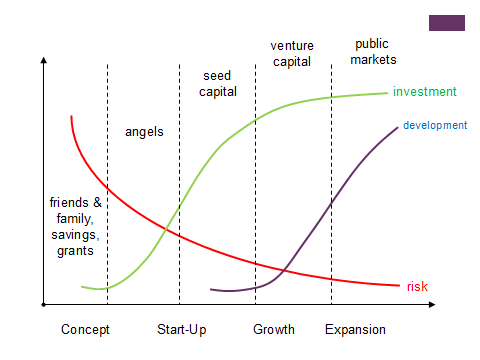 venture
capital
public
markets
seed
capital
investment
angels
development
friends &
family,
savings,
grants
risk
Concept
Start-Up
Growth
Expansion